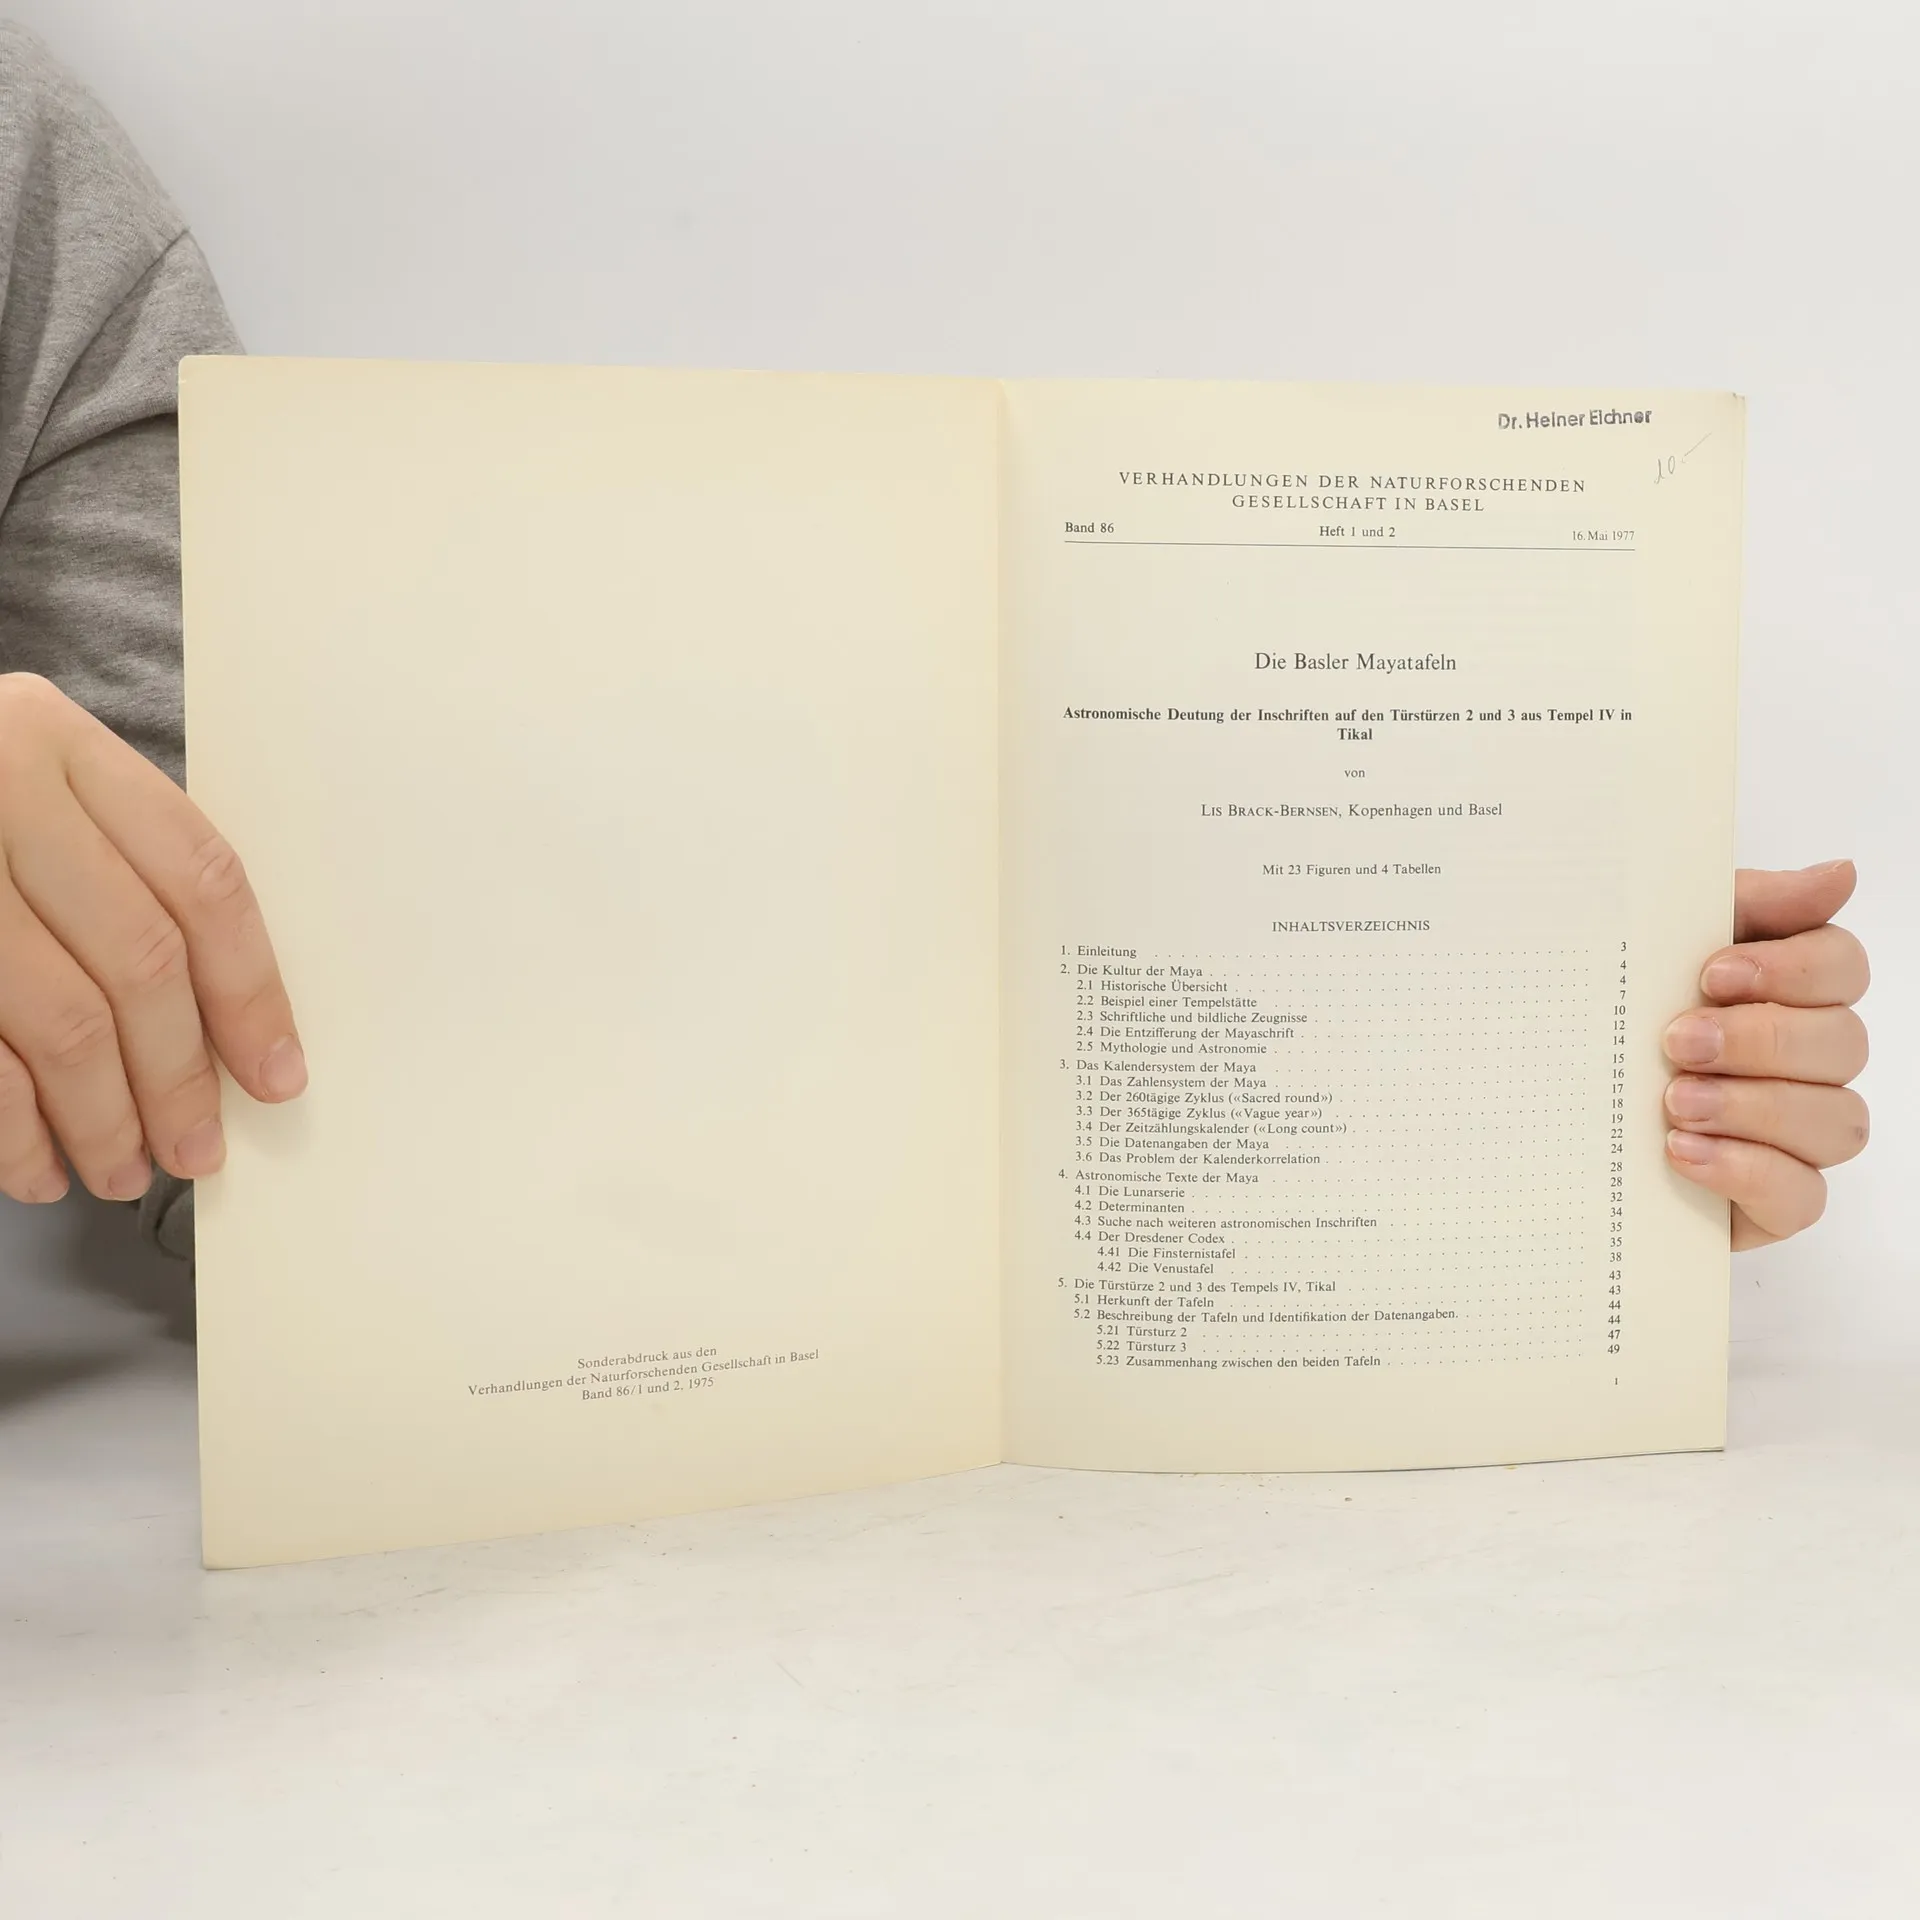 Sonderabdruck aus den
Verhandlungen der Naturforschenden Gesellschaft in Basel
Band 86/1 und 2, 1975
Dr. Heiner Eichner
10.-
VERHANDLUNGEN DER NATURFORSCHENDEN
GESELLSCHAFT IN BASEL
Band 86 Heft 1 und 2 16. Mai 1977
Die Basler Mayatafeln
Astronomische Deutung der Inschriften auf den Türstürzen 2 und 3 aus Tempel IV in
Tikal
von
LIS BRACK-BERNSEN, Kopenhagen und Basel
Mit 23 Figuren und 4 Tabellen
INHALTSVERZEICHNIS
1. Einleitung . . . . . 3
2. Die Kultur der Maya . . . . . 4
2.1 Historische Übersicht . . . . . 4
2.2 Beispiel einer Tempelstätte . . . . . 7
2.3 Schriftliche und bildliche Zeugnisse . . . . . 10
2.4 Die Entzifferung der Mayaschrift . . . . . 12
2.5 Mythologie und Astronomie . . . . . 14
3. Das Kalendersystem der Maya . . . . . 15
3.1 Das Zahlensystem der Maya . . . . . 16
3.2 Der 260tägige Zyklus («Sacred round») . . . . . 17
3.3 Der 365tägige Zyklus («Vague year») . . . . . 18
3.4 Der Zeitzählungskalender («Long count») . . . . . 19
3.5 Die Datenangaben der Maya . . . . . 22
3.6 Das Problem der Kalenderkorrelation . . . . . 24
4. Astronomische Texte der Maya . . . . . 28
4.1 Die Lunarserie . . . . . 28
4.2 Determinanten . . . . . 32
4.3 Suche nach weiteren astronomischen Inschriften . . . . . 34
4.4 Der Dresdener Codex . . . . . 35
4.41 Die Finsternistafel . . . . . 35
4.42 Die Venustafel . . . . . 38
5. Die Türstürze 2 und 3 des Tempels IV, Tikal . . . . . 43
5.1 Herkunft der Tafeln . . . . . 43
5.2 Beschreibung der Tafeln und Identifikation der Datenangaben. . . . . . 44
5.21 Türsturz 2 . . . . . 44
5.22 Türsturz 3 . . . . . 47
5.23 Zusammenhang zwischen den beiden Tafeln . . . . . 49
1